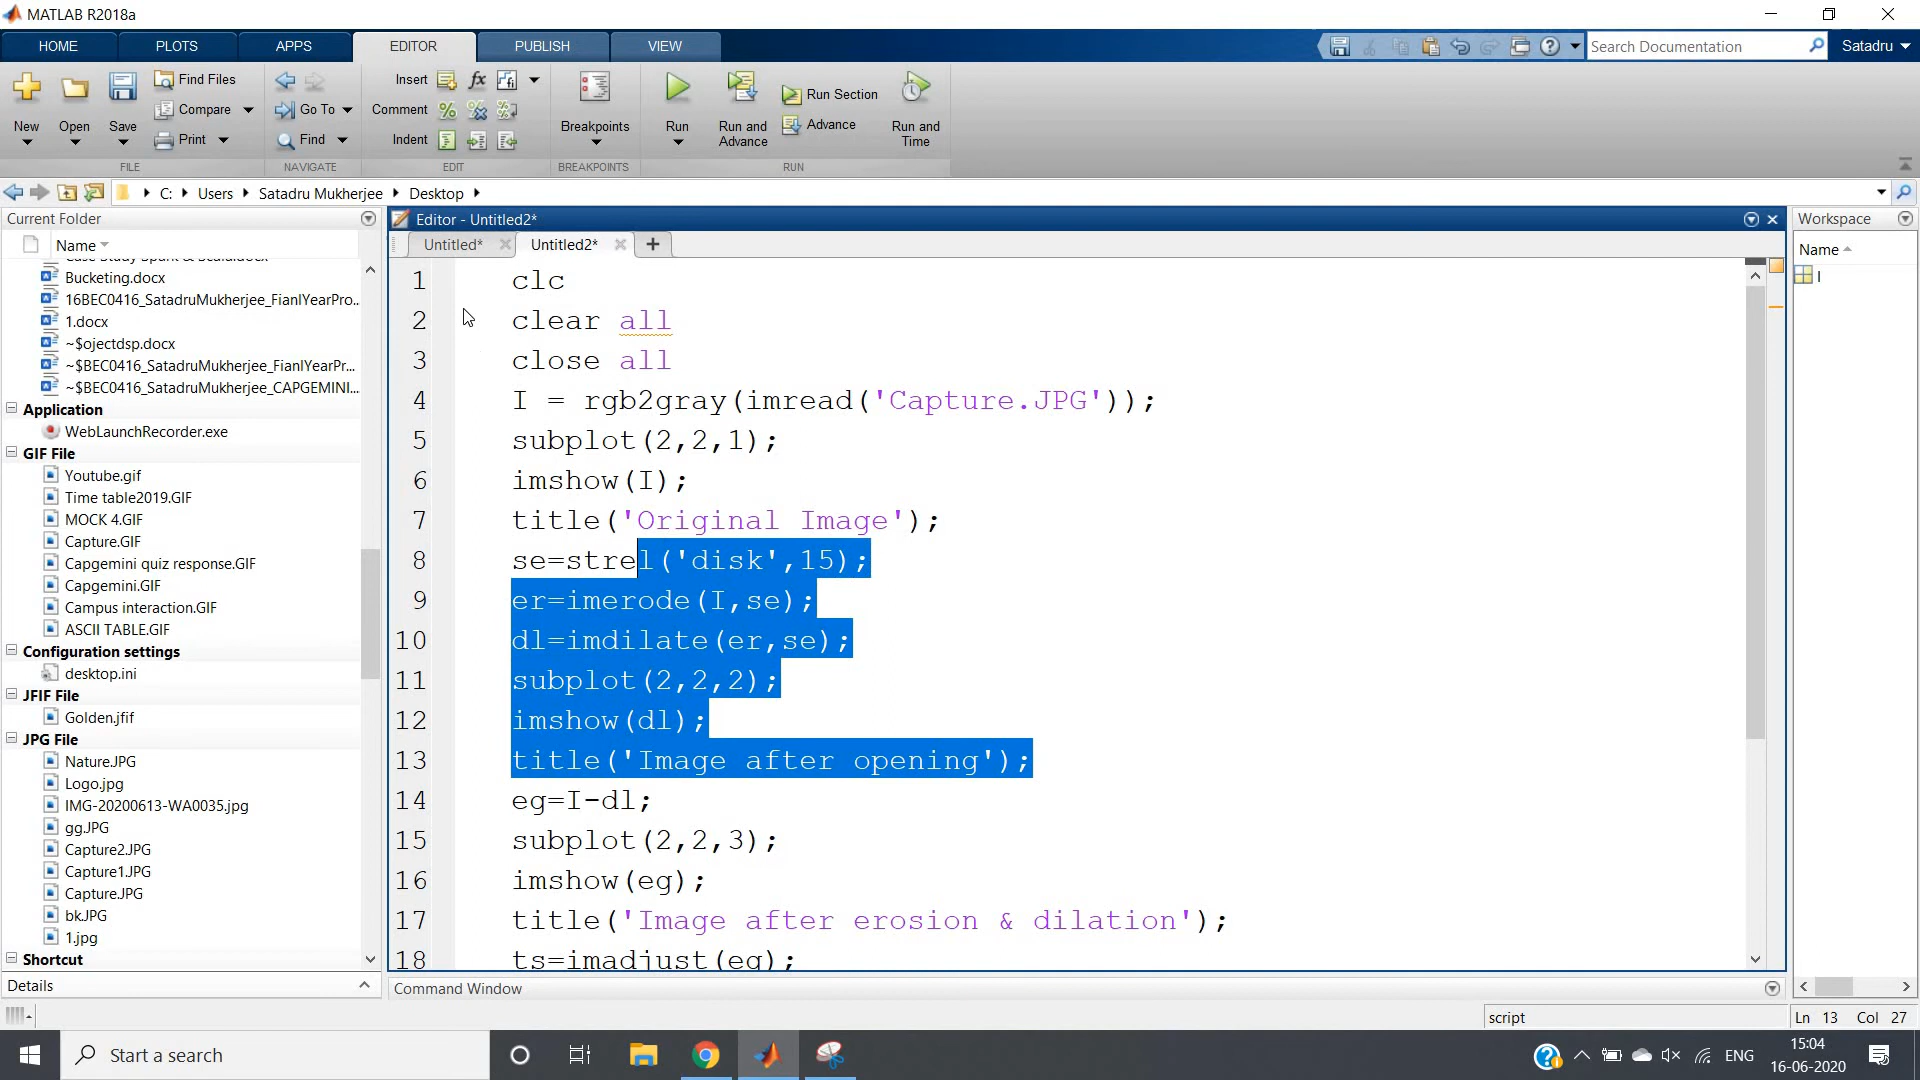 MATLAB R2018a
HOME PLOTS APPS EDITOR PUBLISH VIEW
Search Documentation
Satadru
New
Open
Save
Find Files
Compare
Print
FILE
Go To
Find
NAVIGATE
Insert
Comment
Indent
EDIT
Breakpoints
BREAKPOINTS
Run
Run and Advance
Run Section
Advance
Run and Time
RUN
C: Users Satadru Mukherjee Desktop
Current Folder
Name
Bucketing.docx
16BEC0416_SatadruMukherjee_FianlYearPro...
1.docx
~$ojectdsp.docx
~$BEC0416_SatadruMukherjee_FianlYearPr...
~$BEC0416_SatadruMukherjee_CAPGEMINI...
Application
WebLaunchRecorder.exe
GIF File
Youtube.gif
Time table2019.GIF
MOCK 4.GIF
Capture.GIF
Capgemini quiz response.GIF
Capgemini.GIF
Campus interaction.GIF
ASCII TABLE.GIF
Configuration settings
desktop.ini
JFIF File
Golden.jfif
JPG File
Nature.JPG
Logo.jpg
IMG-20200613-WA0035.jpg
gg.JPG
Capture2.JPG
Capture1.JPG
Capture.JPG
bk.JPG
1.jpg
Shortcut
Details
Editor - Untitled2*
Untitled* Untitled2*
1 clc
2 clear all
3 close all
4 I = rgb2gray(imread('Capture.JPG'));
5 subplot(2,2,1);
6 imshow(I);
7 title('Original Image');
8 se=strel('disk',15);
9 er=imerode(I,se);
10 dl=imdilate(er,se);
11 subplot(2,2,2);
12 imshow(dl);
13 title('Image after opening');
14 eg=I-dl;
15 subplot(2,2,3);
16 imshow(eg);
17 title('Image after erosion & dilation');
18 ts=imadjust(eg);
Command Window
Workspace
Name
I
script
Ln 13 Col 27
Start a search
ENG
15:04
16-06-2020